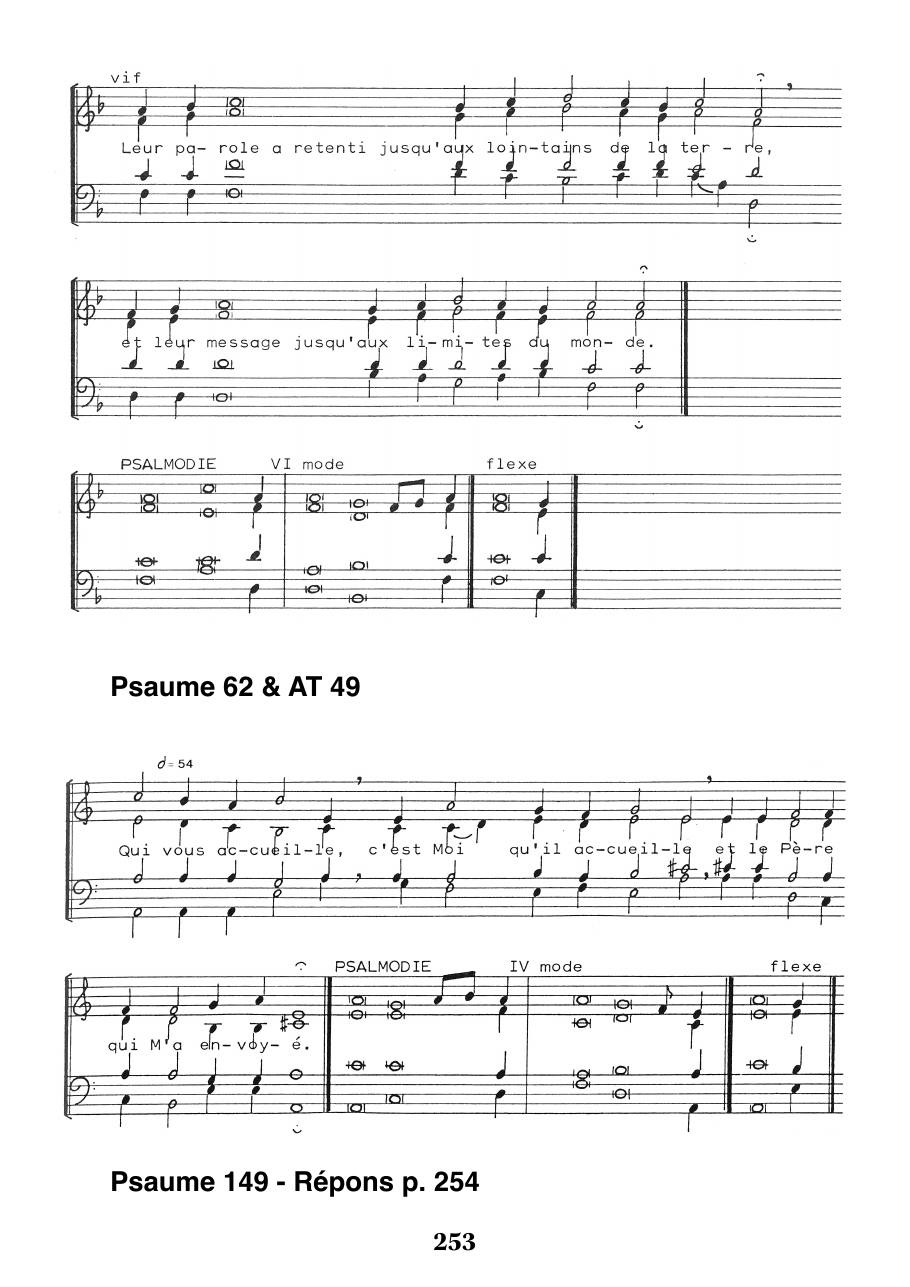 vif
Leur pa- role a retenti jusqu'aux loin-tains de la ter - re,
et leur message jusqu'aux li-mi-tes du mon-de.
PSALMODIE VI mode flexe
Psaume 62 & AT 49
= 54
Qui vous ac-cueil-le, c'est Moi qu'il ac-cueil-le et le Pè-re
PSALMODIE IV mode flexe
qui M'a en-voy-é.
Psaume 149 - Répons p. 254
253